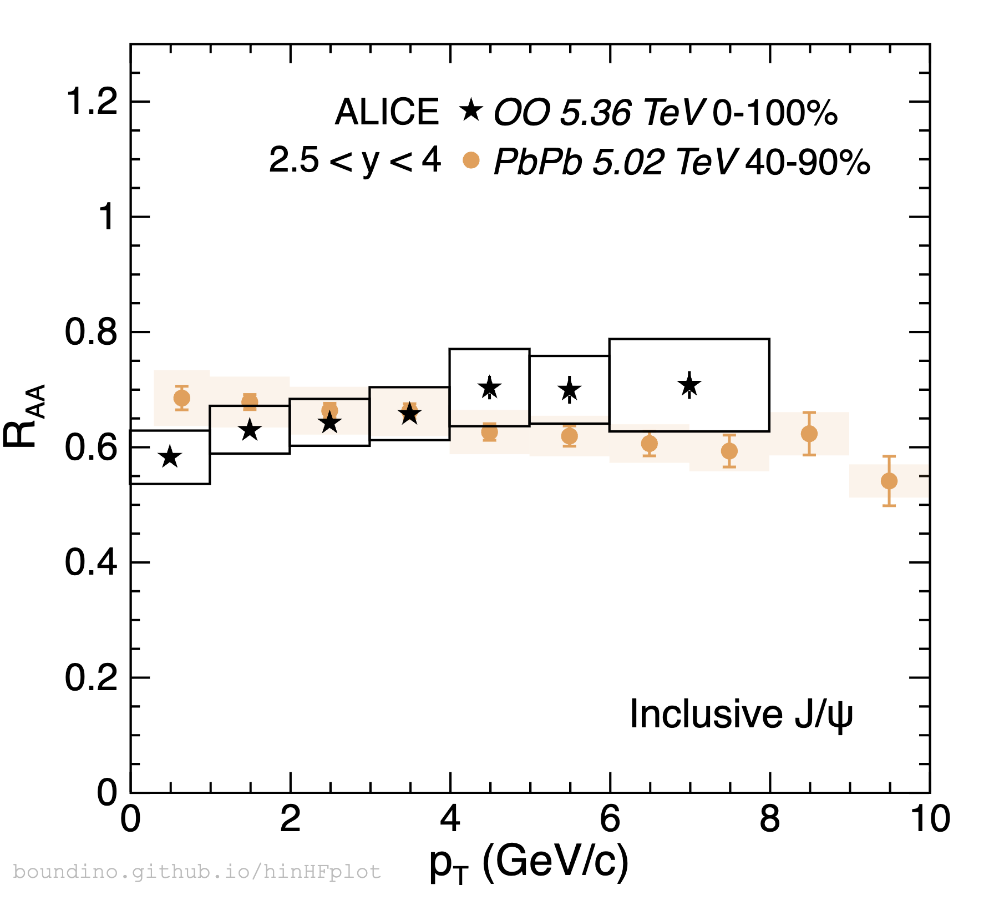 ALICE ★ OO 5.36 TeV 0-100%
2.5 < y < 4 ● PbPb 5.02 TeV 40-90%
1.2
1
0.8
0.6
0.4
0.2
0
R_AA
Inclusive J/ψ
0 2 4 6 8 10
p_T (GeV/c)
boundino.github.io/hinHFplot